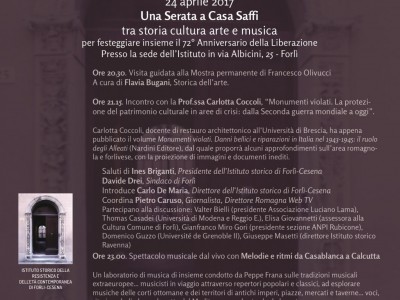 24 aprile 2017
Una Serata a Casa Saffi
tra storia cultura arte e musica
per festeggiare insieme il 72° Anniversario della Liberazione
Presso la sede dell'Istituto in via Albicini, 25 - Forlì
Ore 20.30. Visita guidata alla Mostra permanente di Francesco Olivucci
A cura di Flavia Bugani, Storica dell'arte.
Ore 21,15. Incontro con la Prof.ssa Carlotta Coccoli, "Monumenti violati. La protezio-
ne del patrimonio culturale in aree di crisi: dalla Seconda guerra mondiale a oggi".
Carlotta Coccoli, docente di restauro architettonico all'Università di Brescia, ha appena
pubblicato il volume Monumenti violati. Danni bellici e riparazioni in Italia nel 1943-1945: il ruolo
degli Alleati (Nardini Editore), dal quale proporrà alcuni approfondimenti sull'area romagno-
la e forlivese, con la proiezione di immagini e documenti inediti.
Saluti di Ines Briganti, Presidente dell'Istituto storico di Forlì-Cesena
Davide Drei, Sindaco di Forlì
Introduce Carlo De Maria, Direttore dell'Istituto storico di Forlì-Cesena
Coordina Pietro Caruso, Giornalista, Direttore Romagna Web TV
Partecipano alla discussione: Valter Bielli (presidente Associazione Luciano Lama),
Thomas Casadei (Università di Modena e Reggio E.), Elisa Giovannetti (assessora alla
Cultura Comune di Forlì), Gianfranco Miro Gori (presidente sezione ANPI Rubicone),
Domenico Guzzo (Université de Grenoble II), Giuseppe Masetti (direttore Istituto storico
Ravenna)
Ore 23.00. Spettacolo musicale dal vivo con Melodie e ritmi da Casablanca a Calcutta
Un laboratorio di musica di insieme condotto da Peppe Frana sulle tradizioni musicali
extraeuropee... musicisti in viaggio attraverso repertori popolari e classici, ad esplorare
musiche delle corti ottomane e dei territori di antichi imperi, piazze, mercati e taverne...
ISTITUTO STORICO DELLA
RESISTENZA E
DELL'ETÀ CONTEMPORANEA
DI FORLÌ-CESENA